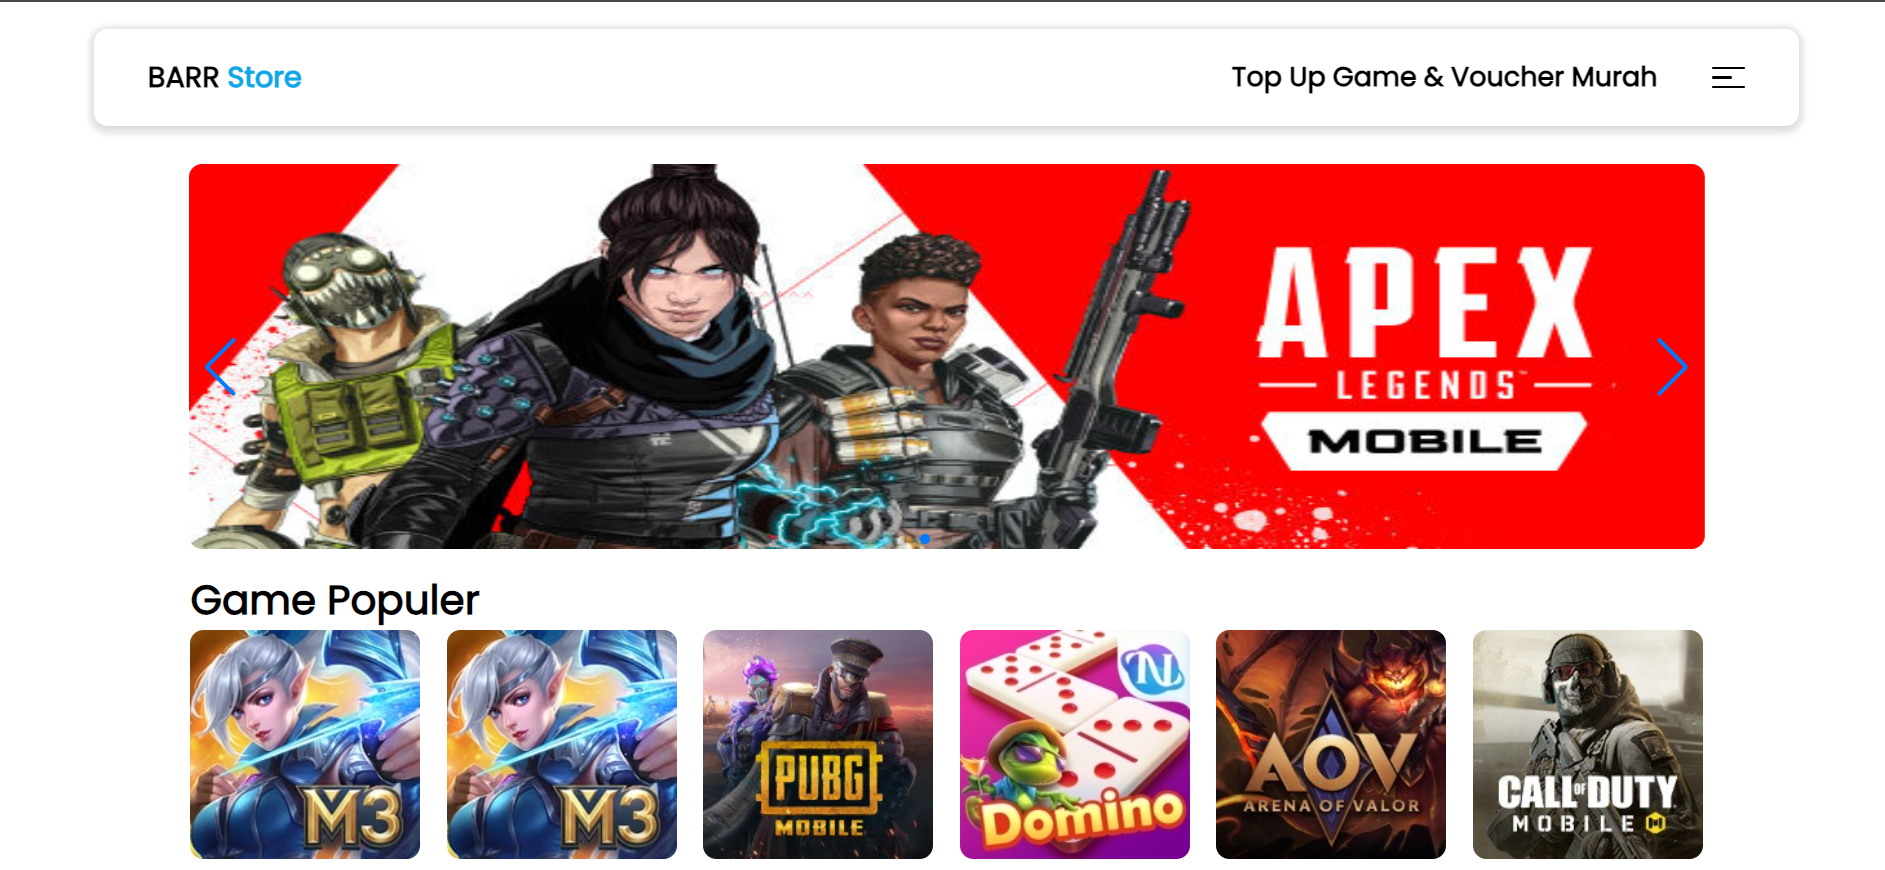 BARR Store
Top Up Game & Voucher Murah
APEX
LEGENDS™
MOBILE
Game Populer
M3
M3
PUBG
MOBILE
N
Domino
AOV
ARENA OF VALOR
CALL OF DUTY
MOBILE